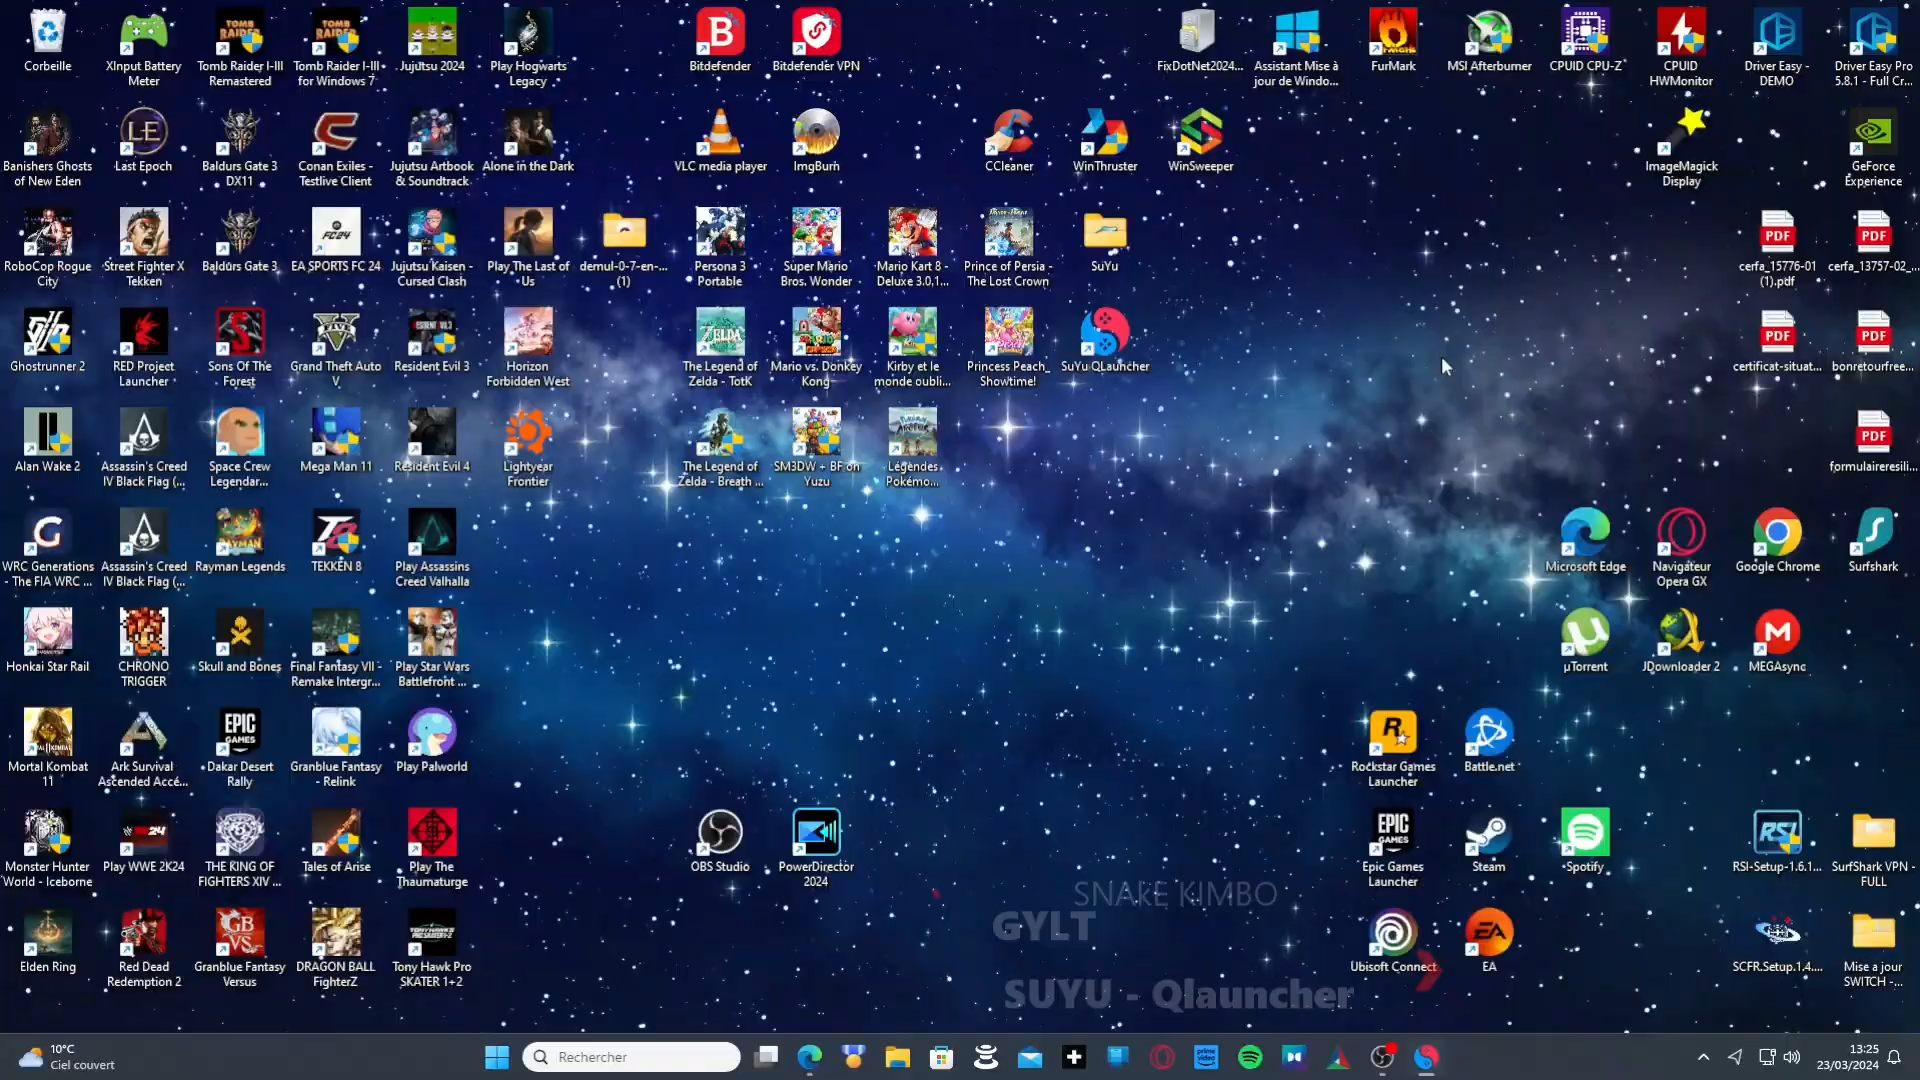 Corbeille
XInput Battery
Meter
Tomb Raider I-III
Remastered
Tomb Raider I-III
for Windows 7
Jujutsu 2024
Play Hogwarts
Legacy
Bitdefender
Bitdefender VPN
FixDotNet2024...
Assistant Mise à
jour de Windo...
FurMark
MSI Afterburner
CPUID CPU-Z
CPUID
HWMonitor
Driver Easy -
DEMO
Driver Easy Pro
5.8.1 - Full Cr...
Banishers Ghosts
of New Eden
Last Epoch
Baldurs Gate 3
DX11
Conan Exiles -
Testlive Client
Jujutsu Artbook
& Soundtrack
Alone in the Dark
VLC media player
ImgBurn
CCleaner
WinThruster
WinSweeper
ImageMagick
Display
GeForce
Experience
RoboCop Rogue
City
Street Fighter X
Tekken
Baldurs Gate 3
EA SPORTS FC 24
Jujutsu Kaisen -
Cursed Clash
Play The Last of
Us
demul-0-7-en-...
(1)
Persona 3
Portable
Super Mario
Bros. Wonder
Mario Kart 8 -
Deluxe 3.0.1...
Prince of Persia -
The Lost Crown
SuYu
PDF
cerfa_15776-01
(1).pdf
PDF
cerfa_13757-02_...
Ghostrunner 2
RED Project
Launcher
Sons Of The
Forest
Grand Theft Auto
V
Resident Evil 3
Horizon
Forbidden West
The Legend of
Zelda - TotK
Mario vs. Donkey
Kong
Kirby et le
monde oubli...
Princess Peach_
Showtime!
SuYu QLauncher
PDF
certificat-situat...
PDF
bonretourfree...
Alan Wake 2
Assassin's Creed
IV Black Flag (...
Space Crew
Legendar...
Mega Man 11
Resident Evil 4
Lightyear
Frontier
The Legend of
Zelda - Breath ...
SM3DW + BF on
Yuzu
Légendes
Pokémo...
PDF
formulaireresili...
WRC Generations
- The FIA WRC ...
Assassin's Creed
IV Black Flag (...
Rayman Legends
TEKKEN 8
Play Assassins
Creed Valhalla
Microsoft Edge
Navigateur
Opera GX
Google Chrome
Surfshark
Honkai Star Rail
CHRONO
TRIGGER
Skull and Bones
Final Fantasy VII -
Remake Intergr...
Play Star Wars
Battlefront ...
µTorrent
JDownloader 2
MEGAsync
Mortal Kombat
11
Ark Survival
Ascended Accé...
EPIC
GAMES
Dakar Desert
Rally
Granblue Fantasy
- Relink
Play Palworld
Rockstar Games
Launcher
Battle.net
Monster Hunter
World - Iceborne
Play WWE 2K24
THE KING OF
FIGHTERS XIV ...
Tales of Arise
Play The
Thaumaturge
OBS Studio
PowerDirector
2024
EPIC
GAMES
Epic Games
Launcher
Steam
Spotify
RSI
RSI-Setup-1.6.1...
SurfShark VPN -
FULL
SNAKE KIMBO
GYLT
SUYU - Qlauncher
Elden Ring
Red Dead
Redemption 2
Granblue Fantasy
Versus
DRAGON BALL
FighterZ
Tony Hawk Pro
SKATER 1+2
Ubisoft Connect
EA
EA
SCFR.Setup.1.4....
Mise a jour
SWITCH -...
10°C
Ciel couvert
Rechercher
13:25
23/03/2024